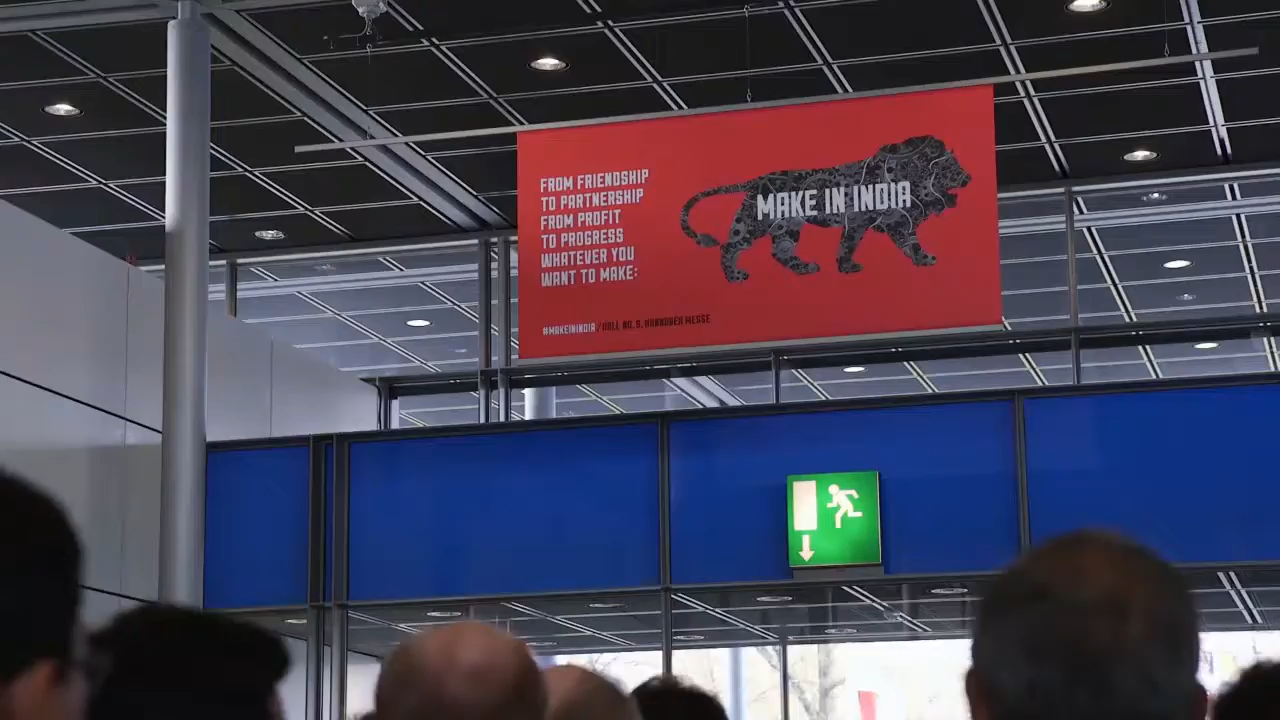 FROM FRIENDSHIP
TO PARTNERSHIP
FROM PROFIT
TO PROGRESS
WHATEVER YOU
WANT TO MAKE:
MAKE IN INDIA
#MAKEININDIA / HALL NO. 9, HANNOVER MESSE